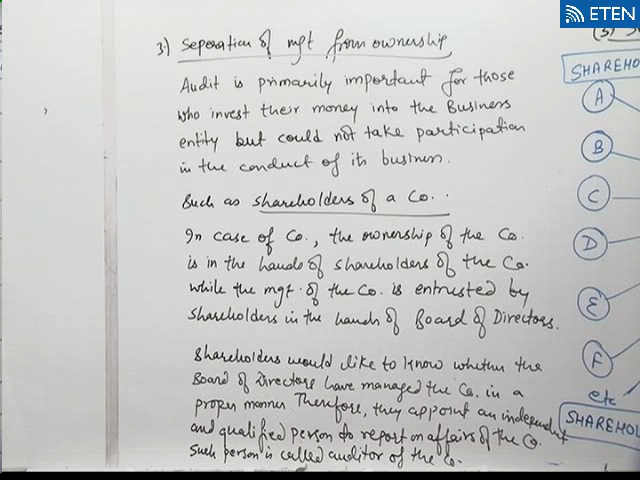 ETEN
3) Separation of mgt from ownership
Audit is primarily important for those
who invest their money into the Business
entity but could not take participation
in the conduct of its business.
Such as shareholders of a Co.
In case of Co., the ownership of the Co.
is in the hands of shareholders of the Co.
while the mgt. of the Co. is entrusted by
shareholders in the hands of Board of Directors.
Shareholders would like to know whether the
Board of Directors have managed the Co. in a
proper manner. Therefore, they appoint an independent
and qualified person to report on affairs of the Co.
Such person is called auditor of the Co.
(3)
SHAREHO
A
B
C
D
E
F
etc
SHAREHO